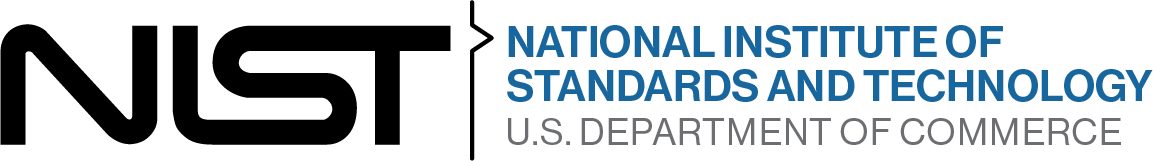 NIST
NATIONAL INSTITUTE OF
STANDARDS AND TECHNOLOGY
U.S. DEPARTMENT OF COMMERCE